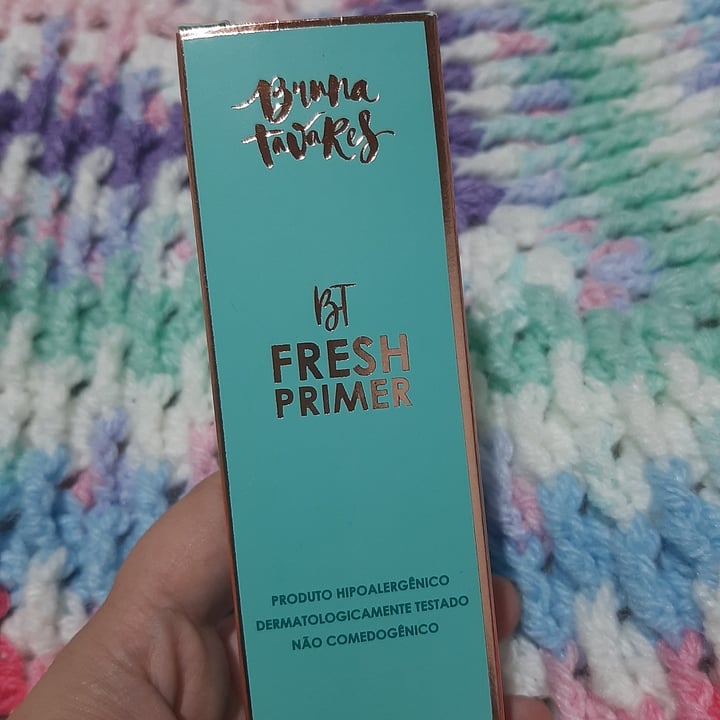 Bruna
tavares
BT
FRESH
PRIMER
PRODUTO HIPOALERGÊNICO
DERMATOLOGICAMENTE TESTADO
NÃO COMEDOGÊNICO